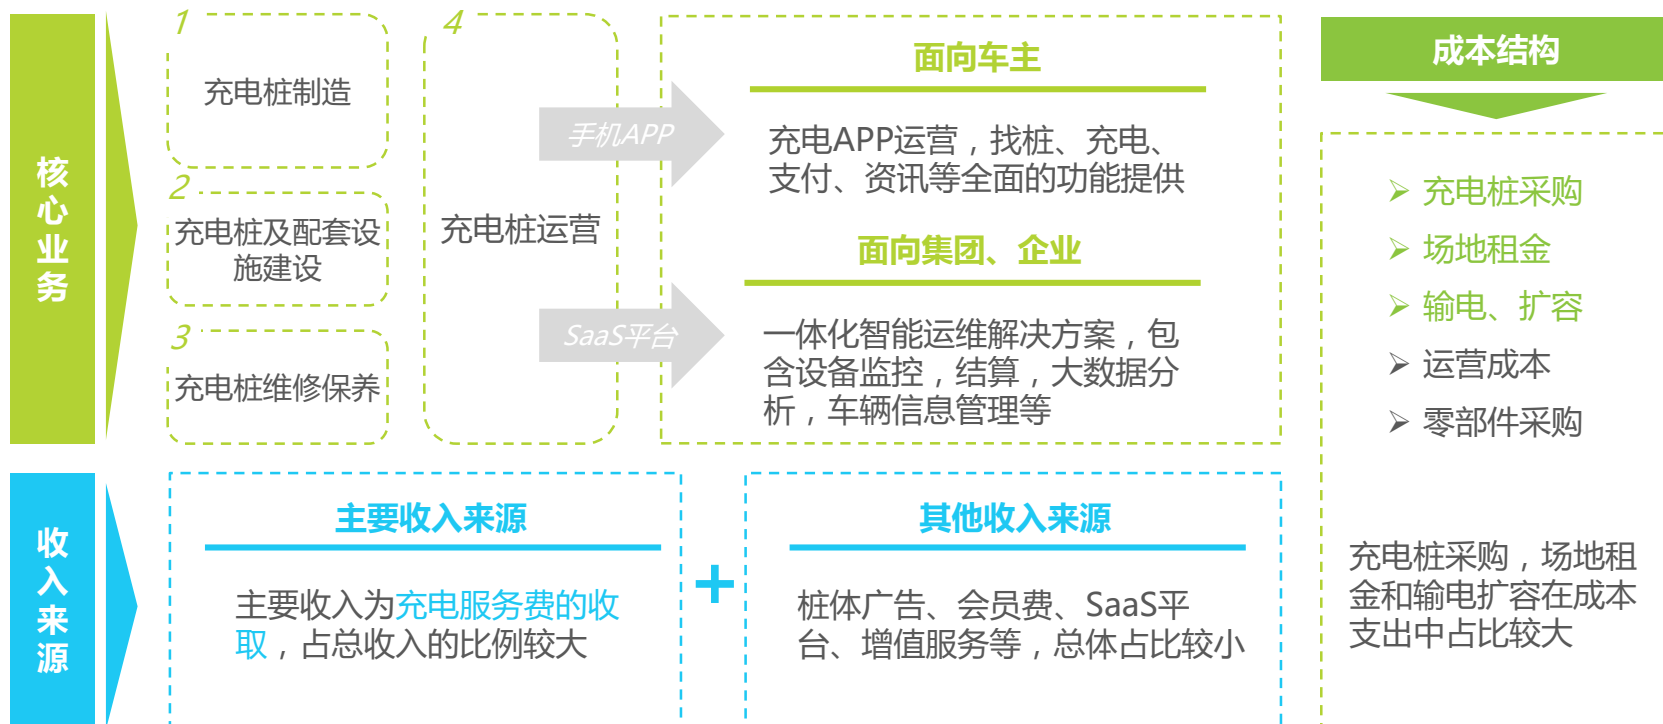 核心业务
1
充电桩制造
2
充电桩及配套设
施建设
3
充电桩维修保养
4
充电桩运营
手机APP
SaaS平台
面向车主
充电APP运营，找桩、充电、
支付、资讯等全面的功能提供
面向集团、企业
一体化智能运维解决方案，包
含设备监控，结算，大数据分
析，车辆信息管理等
收入来源
主要收入来源
主要收入为充电服务费的收
取，占总收入的比例较大
+
其他收入来源
桩体广告、会员费、SaaS平
台、增值服务等，总体占比较小
成本结构
➢ 充电桩采购
➢ 场地租金
➢ 输电、扩容
➢ 运营成本
➢ 零部件采购
充电桩采购，场地租
金和输电扩容在成本
支出中占比较大